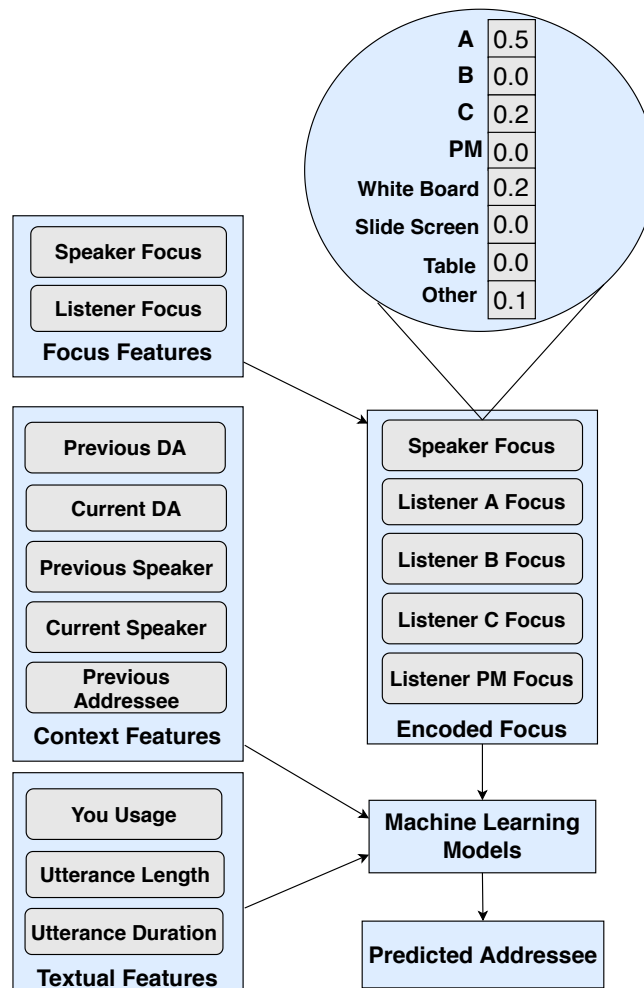 A 0.5
B 0.0
C 0.2
PM 0.0
White Board 0.2
Slide Screen 0.0
Table 0.0
Other 0.1
Speaker Focus
Listener Focus
Focus Features
Previous DA
Current DA
Previous Speaker
Current Speaker
Previous
Addressee
Context Features
You Usage
Utterance Length
Utterance Duration
Textual Features
Speaker Focus
Listener A Focus
Listener B Focus
Listener C Focus
Listener PM Focus
Encoded Focus
Machine Learning
Models
Predicted Addressee